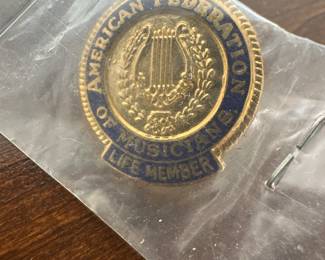 AMERICAN FEDERATION
OF MUSICIANS
LIFE MEMBER